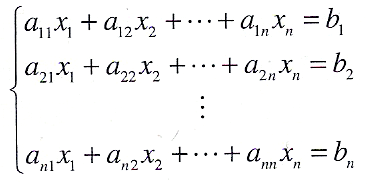 a₁₁x₁ + a₁₂x₂ + ⋯ + a₁ₙxₙ = b₁
a₂₁x₁ + a₂₂x₂ + ⋯ + a₂ₙxₙ = b₂
⋮
aₙ₁x₁ + aₙ₂x₂ + ⋯ + aₙₙxₙ = bₙ